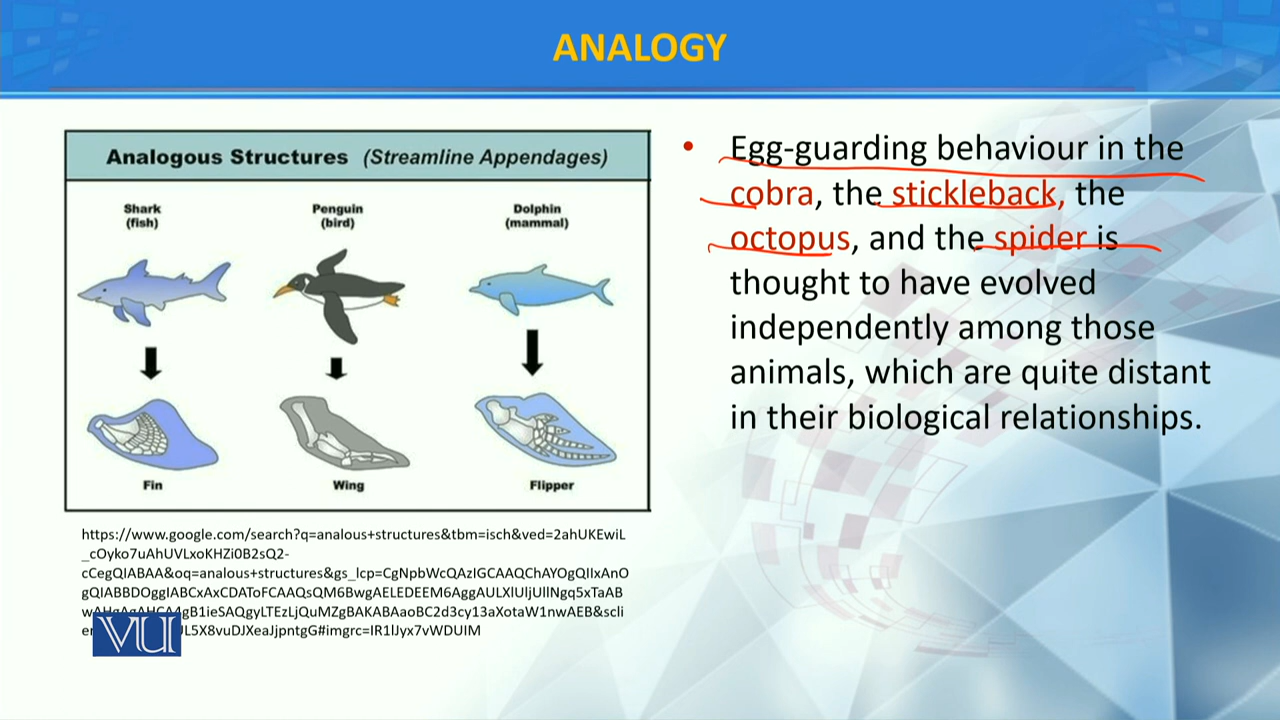 ANALOGY
Analogous Structures (Streamline Appendages)
Shark
(fish)
Penguin
(bird)
Dolphin
(mammal)
Fin
Wing
Flipper
https://www.google.com/search?q=analous+structures&tbm=isch&ved=2ahUKEwiL
_cOyko7uAhUVLxoKHZi0B2sQ2-
cCegQIABAA&oq=analous+structures&gs_lcp=CgNpbWcQAzIGCAAQChAYOgQIIxAnO
gQIABBDOggIABCxAxCDAToFCAAQsQM6BwgAELEDEEM6AggAULXlUljUllNgq5xTaAB
gB1ieSAQgyLTEzLjQuMZgBAKABAaoBC2d3cy13aXotaW1nwAEB&scli
JL5X8vuDJXeaJjpntgG#imgrc=IR1lJyx7vWDUIM
VU
• Egg-guarding behaviour in the
cobra, the stickleback, the
octopus, and the spider is
thought to have evolved
independently among those
animals, which are quite distant
in their biological relationships.